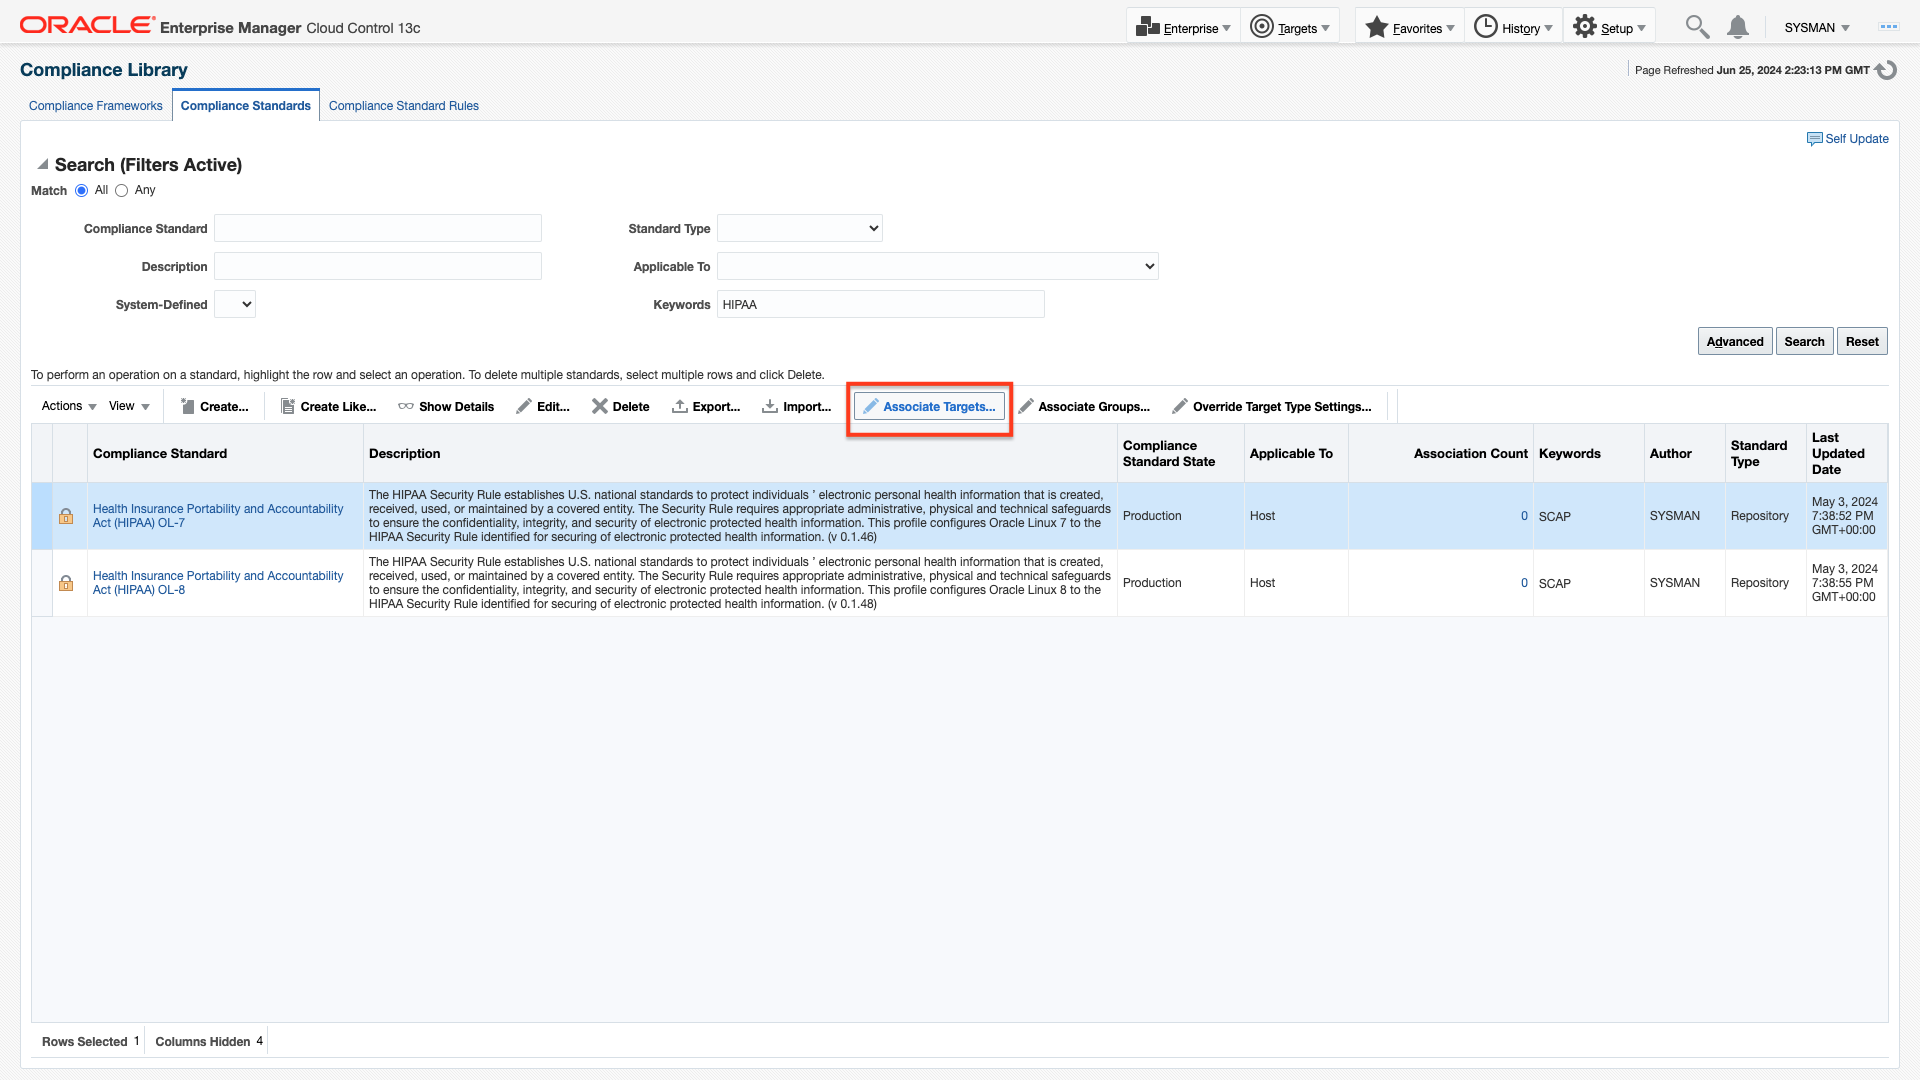 ORACLE Enterprise Manager Cloud Control 13c
Enterprise Targets Favorites History Setup SYSMAN
Compliance Library
Page Refreshed Jun 25, 2024 2:23:13 PM GMT
Compliance Frameworks Compliance Standards Compliance Standard Rules
Self Update
Search (Filters Active)
Match All Any
Compliance Standard Standard Type
Description Applicable To
System-Defined Keywords HIPAA
Advanced Search Reset
To perform an operation on a standard, highlight the row and select an operation. To delete multiple standards, select multiple rows and click Delete.
Actions View Create... Create Like... Show Details Edit... Delete Export... Import... Associate Targets... Associate Groups... Override Target Type Settings...
Compliance Standard
Description
Compliance
Standard State
Applicable To
Association Count
Keywords
Author
Standard
Type
Last
Updated
Date
Health Insurance Portability and Accountability
Act (HIPAA) OL-7
The HIPAA Security Rule establishes U.S. national standards to protect individuals ’ electronic personal health information that is created,
received, used, or maintained by a covered entity. The Security Rule requires appropriate administrative, physical and technical safeguards
to ensure the confidentiality, integrity, and security of electronic protected health information. This profile configures Oracle Linux 7 to the
HIPAA Security Rule identified for securing of electronic protected health information. (v 0.1.46)
Production
Host
0
SCAP
SYSMAN
Repository
May 3, 2024
7:38:52 PM
GMT+00:00
Health Insurance Portability and Accountability
Act (HIPAA) OL-8
The HIPAA Security Rule establishes U.S. national standards to protect individuals ’ electronic personal health information that is created,
received, used, or maintained by a covered entity. The Security Rule requires appropriate administrative, physical and technical safeguards
to ensure the confidentiality, integrity, and security of electronic protected health information. This profile configures Oracle Linux 8 to the
HIPAA Security Rule identified for securing of electronic protected health information. (v 0.1.48)
Production
Host
0
SCAP
SYSMAN
Repository
May 3, 2024
7:38:55 PM
GMT+00:00
Rows Selected 1 Columns Hidden 4